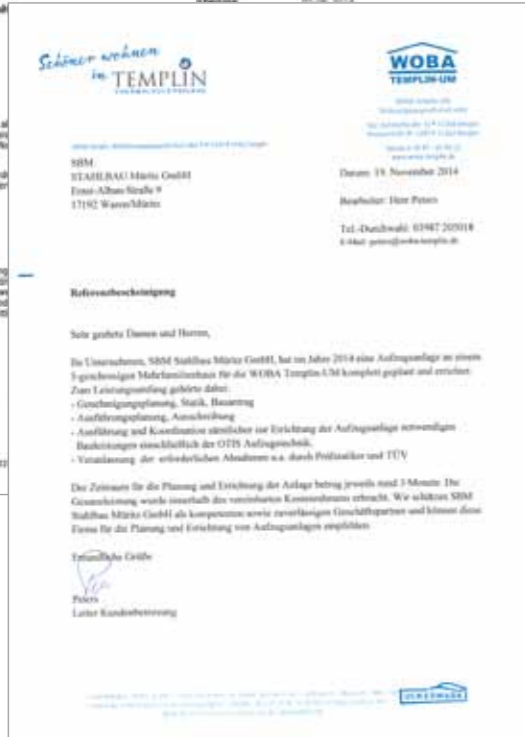 Schöner wohnen
in TEMPLIN
WOBA
TEMPLIN-UM
SBM
STAHLBAU Müritz GmbH
Ernst-Alban-Straße 9
17192 Waren/Müritz
Datum: 19. November 2014
Bearbeiter: Herr Peters
Tel.-Durchwahl: 03987 205018
E-Mail: peters@woba-templin.de
Referenzbescheinigung
Sehr geehrte Damen und Herren,
Ihr Unternehmen, SBM Stahlbau Müritz GmbH, hat im Jahre 2014 eine Aufzugsanlage an einem
5-geschossigen Mehrfamilienhaus für die WOBA Templin-UM komplett geplant und errichtet.
Zum Leistungsumfang gehörte dabei:
- Genehmigungsplanung, Statik, Bauantrag
- Ausführungsplanung, Ausschreibung
- Ausführung und Koordination sämtlicher zur Errichtung der Aufzugsanlage notwendigen
Bauleistungen einschließlich der OTIS Aufzugstechnik.
- Veranlassung der erforderlichen Abnahmen u.a. durch Prüfstatiker und TÜV
Der Zeitraum für die Planung und Errichtung der Anlage betrug jeweils rund 3 Monate. Die
Gesamtleistung wurde innerhalb des vereinbarten Kostenrahmens erbracht. Wir schätzen SBM
Stahlbau Müritz GmbH als kompetenten sowie zuverlässigen Geschäftspartner und können diese
Firma für die Planung und Errichtung von Aufzugsanlagen empfehlen.
Freundliche Grüße
Peters
Leiter Kundenbetreuung
UCKERMARK